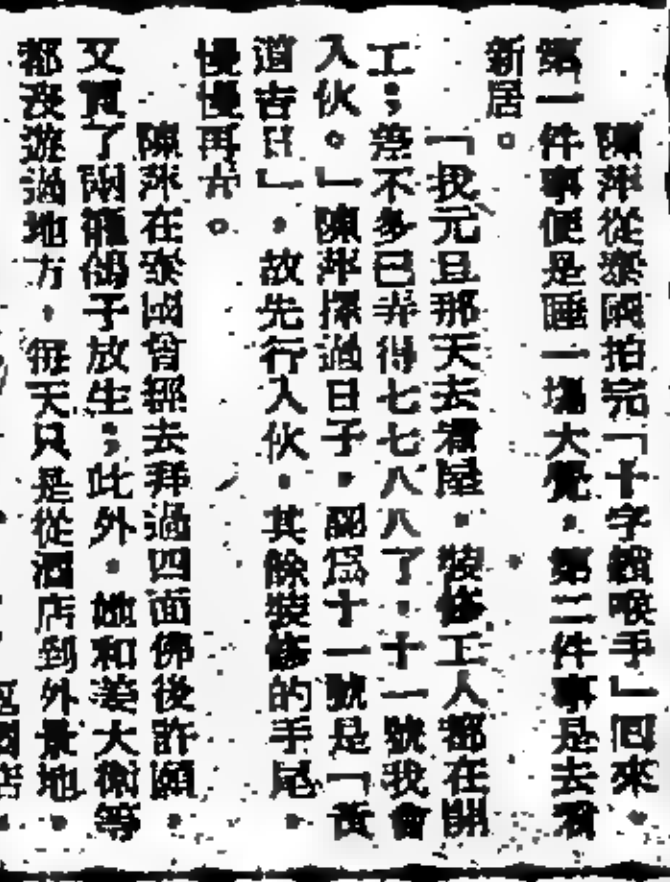 陳萍從泰國拍完「十字鎖喉手」回來，
第一件事便是睡一塲大覺，第二件事是去看
新居。
「我元旦那天去看屋，裝修工人都在開
工；差不多已弄得七七八八了，十一號我會
入伙。」陳萍擇過日子，認爲十一號是「黃
道吉日」，故先行入伙，其餘裝修的手尾，
慢慢再弄。
陳萍在泰國曾經去拜過四面佛後許願，
又買了兩籠鴿子放生；此外，她和姜大衛等
都沒遊過地方，每天只是從酒店到外景地，